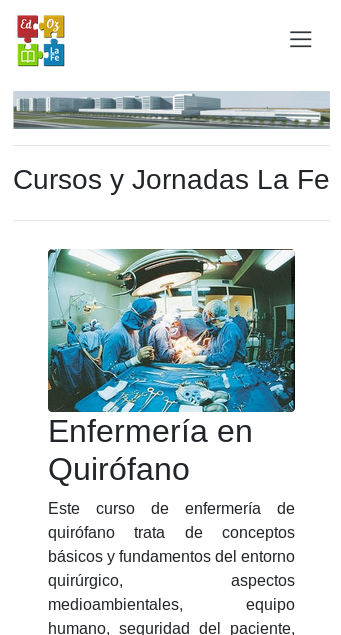 Ed
Oz
La
Fe
Cursos y Jornadas La Fe
Enfermería en
Quirófano
Este curso de enfermería de
quirófano trata de conceptos
básicos y fundamentos del entorno
quirúrgico, aspectos
medioambientales, equipo
humano, seguridad del paciente,